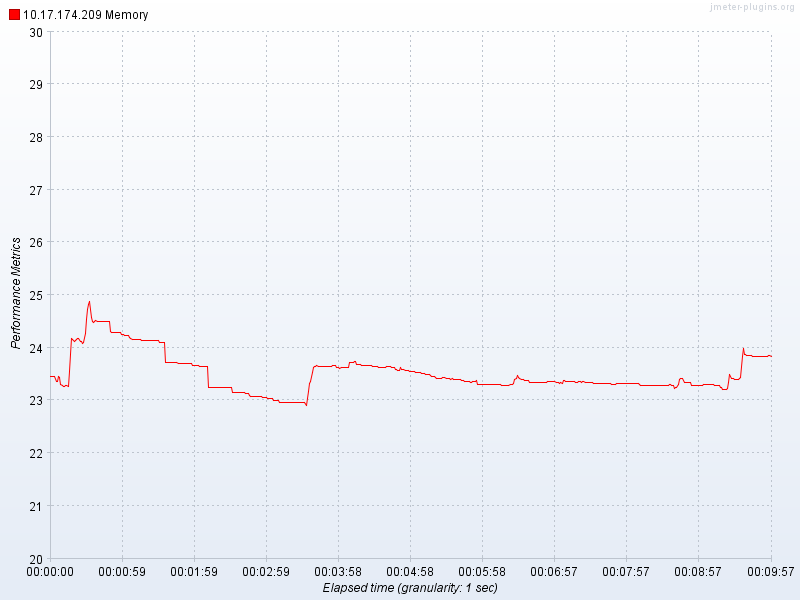 jmeter-plugins.org
10.17.174.209 Memory
30
29
28
27
26
25
24
23
22
21
20
Performance Metrics
00:00:00 00:00:59 00:01:59 00:02:59 00:03:58 00:04:58 00:05:58 00:06:57 00:07:57 00:08:57 00:09:57
Elapsed time (granularity: 1 sec)